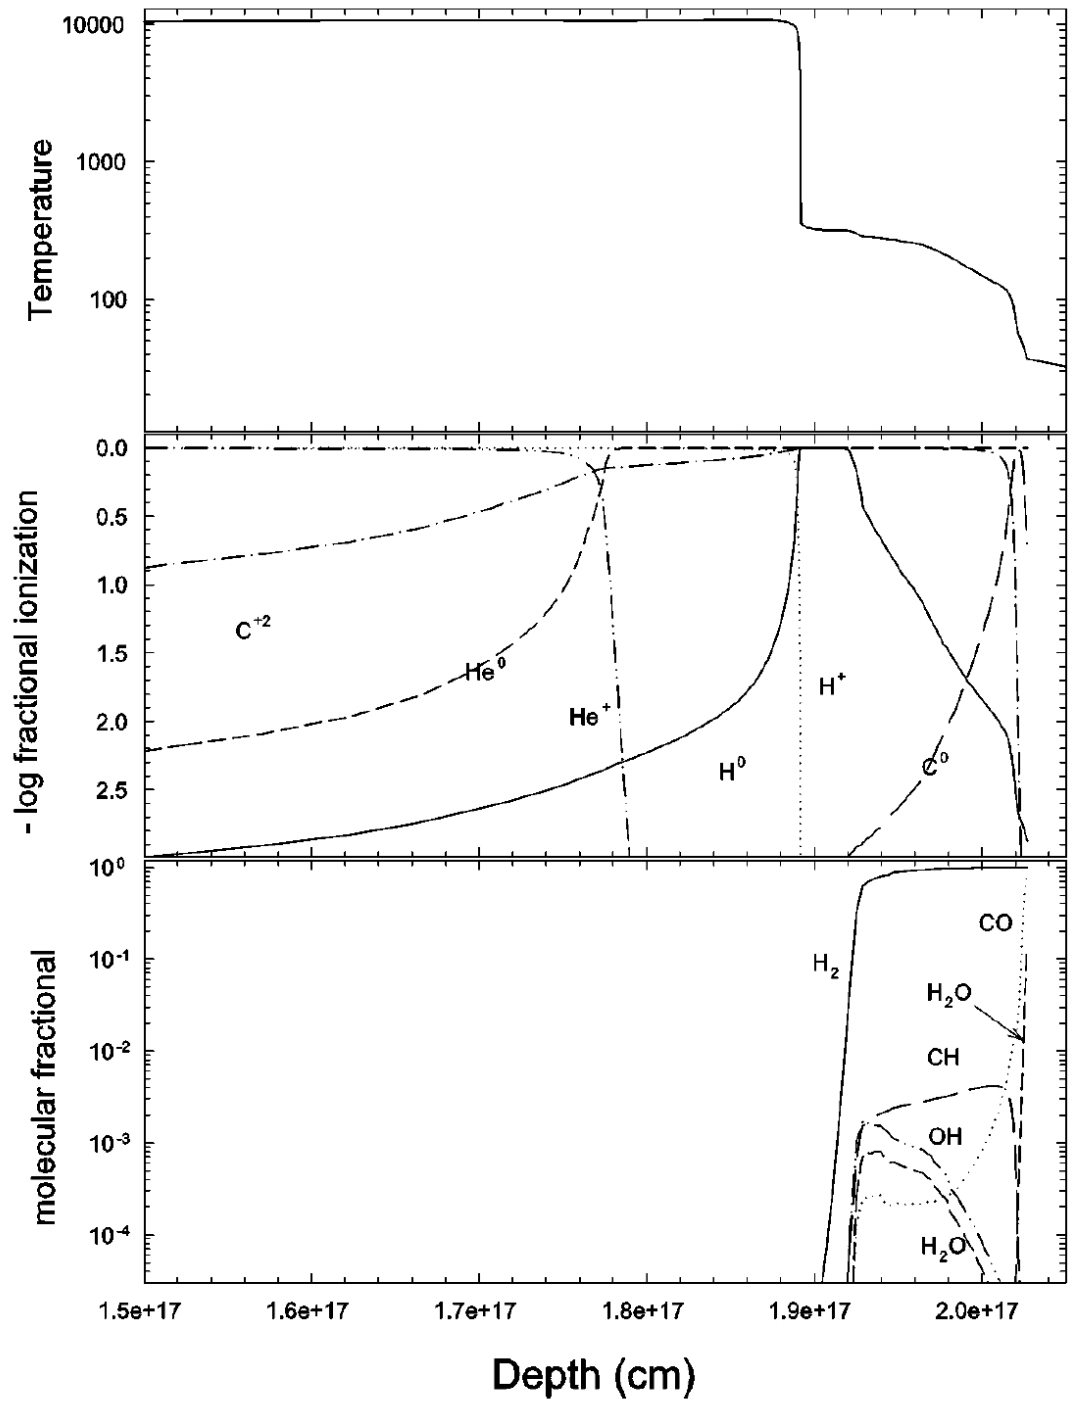 10000
1000
100
Temperature
0.0
0.5
1.0
1.5
2.0
2.5
- log fractional ionization
C+2
He0
He+
H0
H+
C0
10^0
10^-1
10^-2
10^-3
10^-4
molecular fractional
H2
CO
H2O
CH
OH
H2O
1.5e+17 1.6e+17 1.7e+17 1.8e+17 1.9e+17 2.0e+17
Depth (cm)